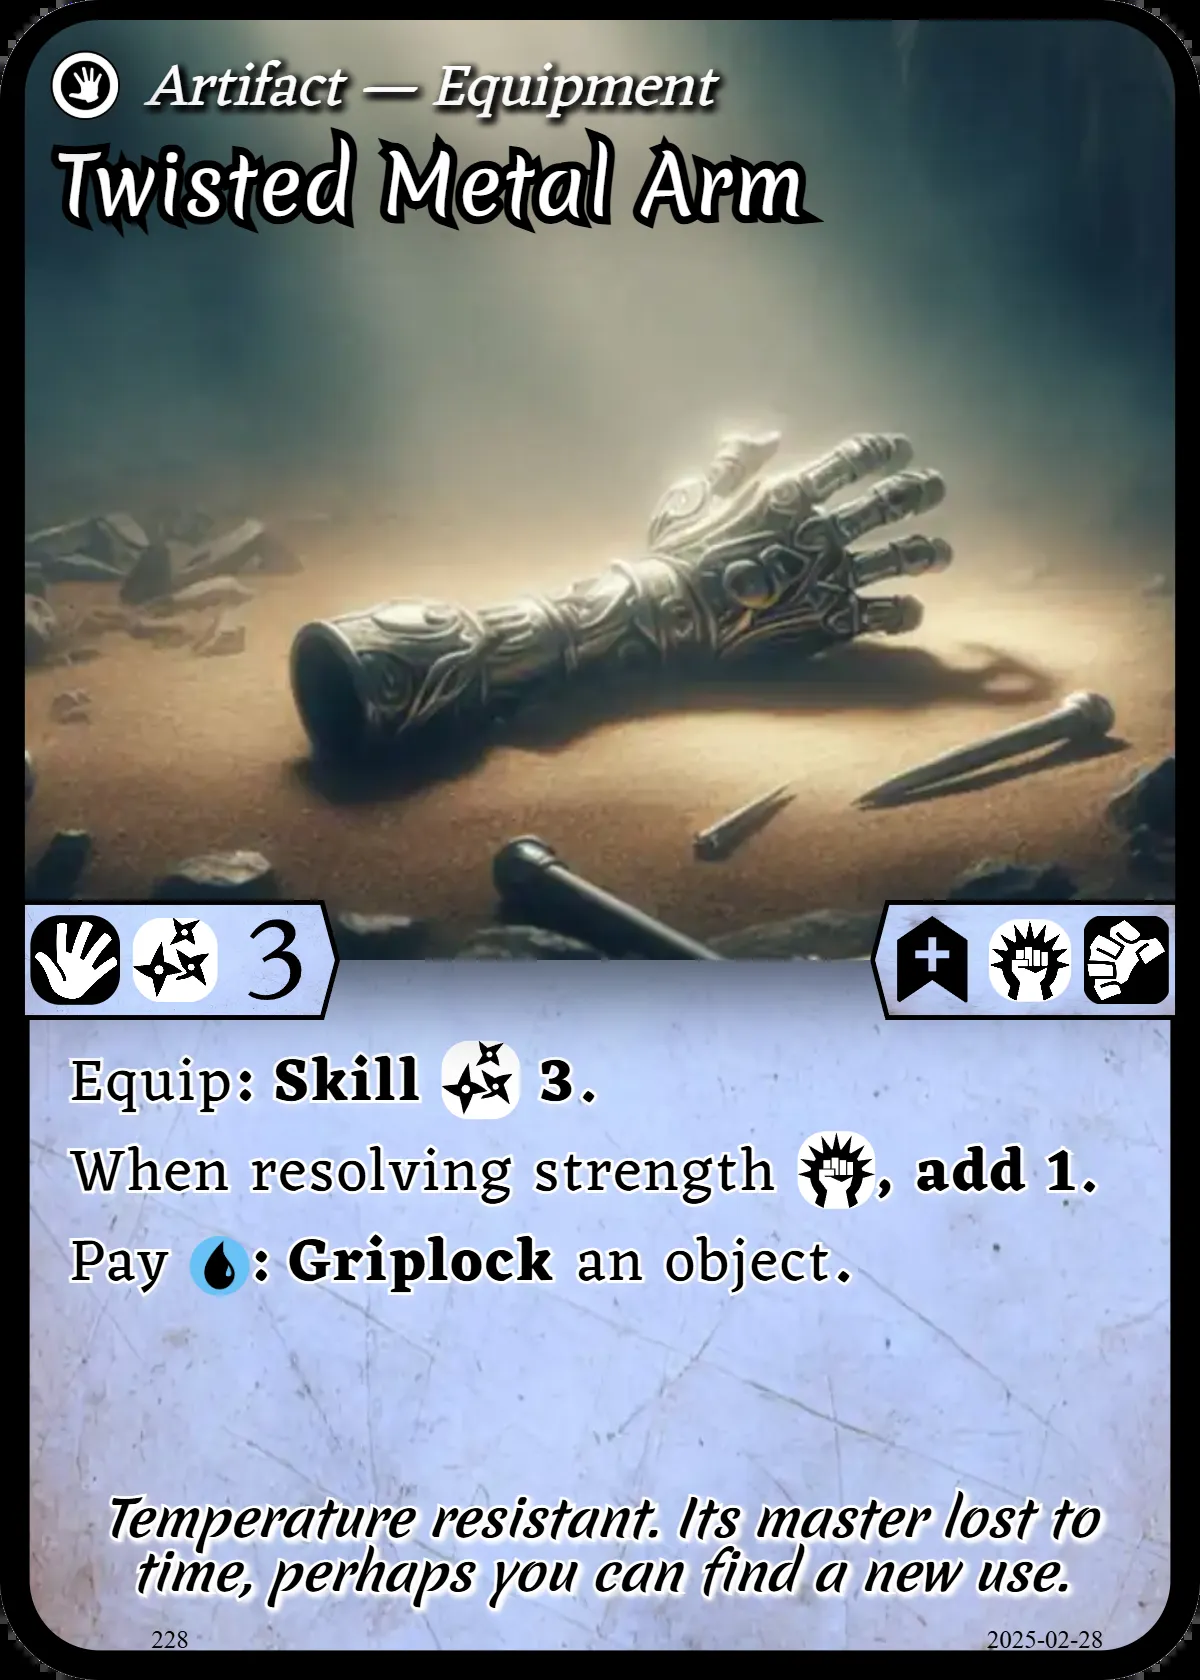 Artifact — Equipment
Twisted Metal Arm
3
Equip: Skill 3.
When resolving strength , add 1.
Pay : Griplock an object.
Temperature resistant. Its master lost to
time, perhaps you can find a new use.
228
2025-02-28